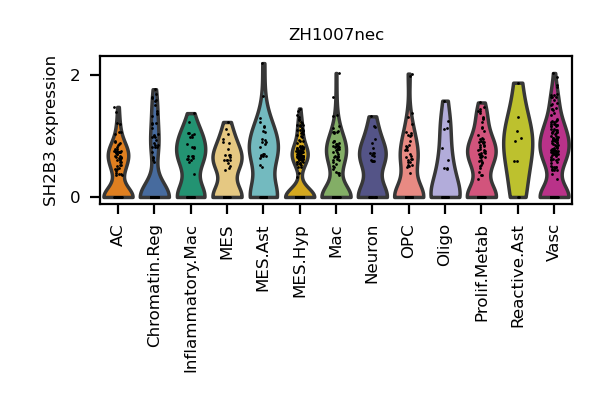 ZH1007nec
SH2B3 expression
2
0
AC
Chromatin.Reg
Inflammatory.Mac
MES
MES.Ast
MES.Hyp
Mac
Neuron
OPC
Oligo
Prolif.Metab
Reactive.Ast
Vasc